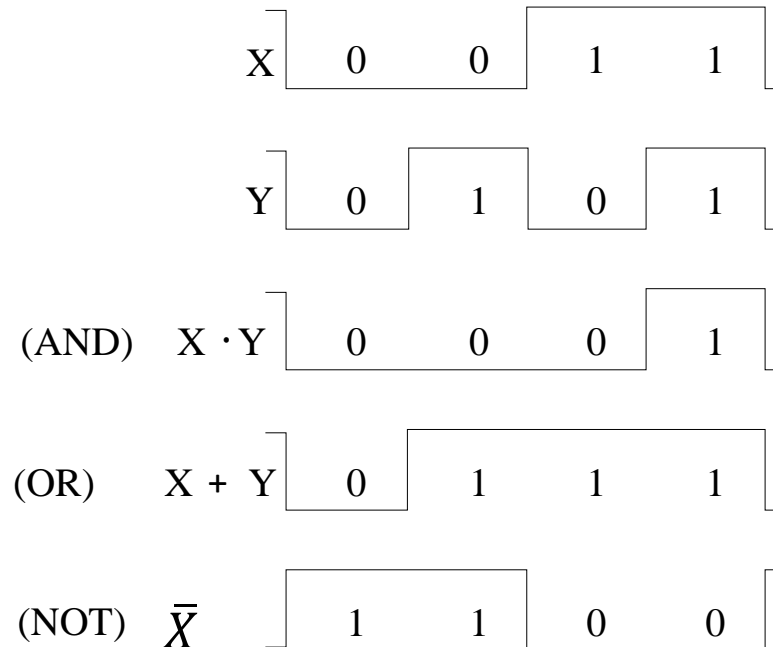 X 0 0 1 1
Y 0 1 0 1
(AND) X · Y 0 0 0 1
(OR) X + Y 0 1 1 1
(NOT) X̄ 1 1 0 0